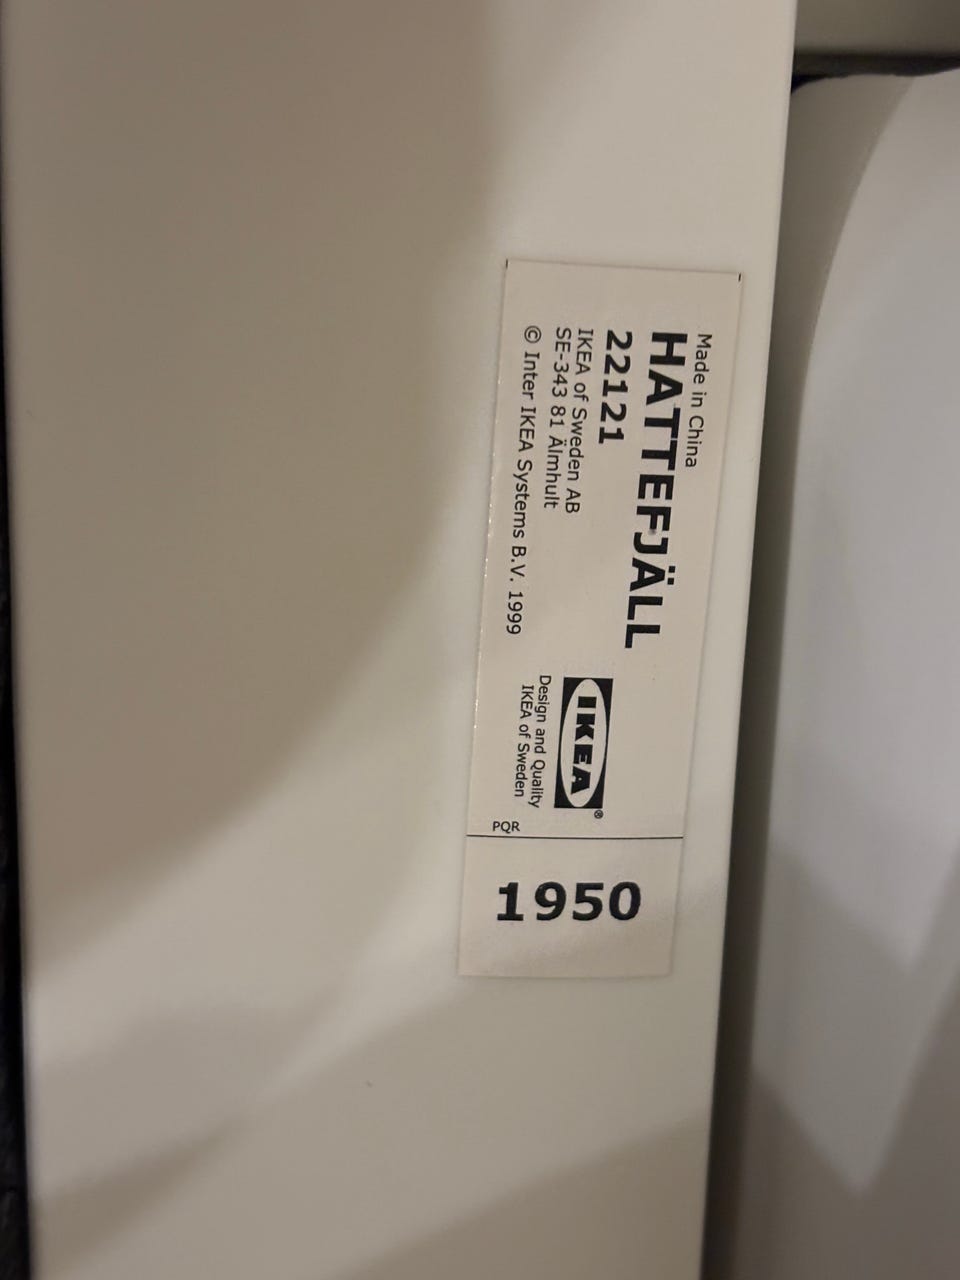 Made in China
HATTEFJÄLL
22121
IKEA of Sweden AB
SE-343 81 Älmhult
© Inter IKEA Systems B.V. 1999
IKEA®
Design and Quality
IKEA of Sweden
PQR
1950